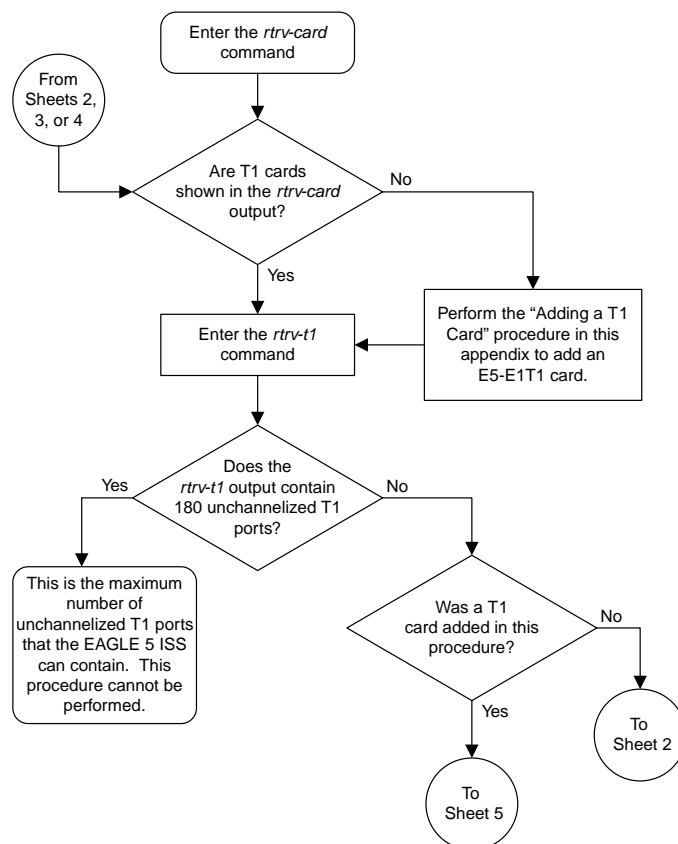 Enter the rtrv-card
command
From
Sheets 2,
3, or 4
Are T1 cards
shown in the rtrv-card
output?
No
Yes
Enter the rtrv-t1
command
Perform the “Adding a T1
Card” procedure in this
appendix to add an
E5-E1T1 card.
Does the
rtrv-t1 output contain
180 unchannelized T1
ports?
Yes
No
This is the maximum
number of
unchannelized T1 ports
that the EAGLE 5 ISS
can contain.  This
procedure cannot be
performed.
Was a T1
card added in this
procedure?
No
Yes
To
Sheet 2
To
Sheet 5